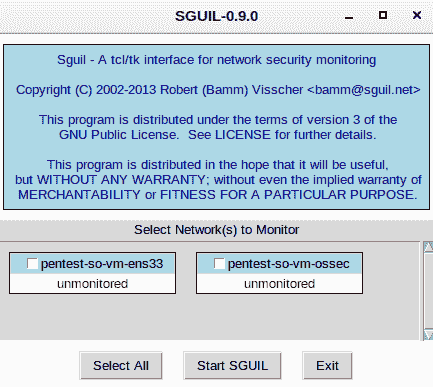 SGUIL-0.9.0
Sguil - A tcl/tk interface for network security monitoring
Copyright (C) 2002-2013 Robert (Bamm) Visscher <bamm@sguil.net>
This program is distributed under the terms of version 3 of the
GNU Public License. See LICENSE for further details.
This program is distributed in the hope that it will be useful,
but WITHOUT ANY WARRANTY; without even the implied warranty of
MERCHANTABILITY or FITNESS FOR A PARTICULAR PURPOSE.
Select Network(s) to Monitor
pentest-so-vm-ens33
unmonitored
pentest-so-vm-ossec
unmonitored
Select All
Start SGUIL
Exit